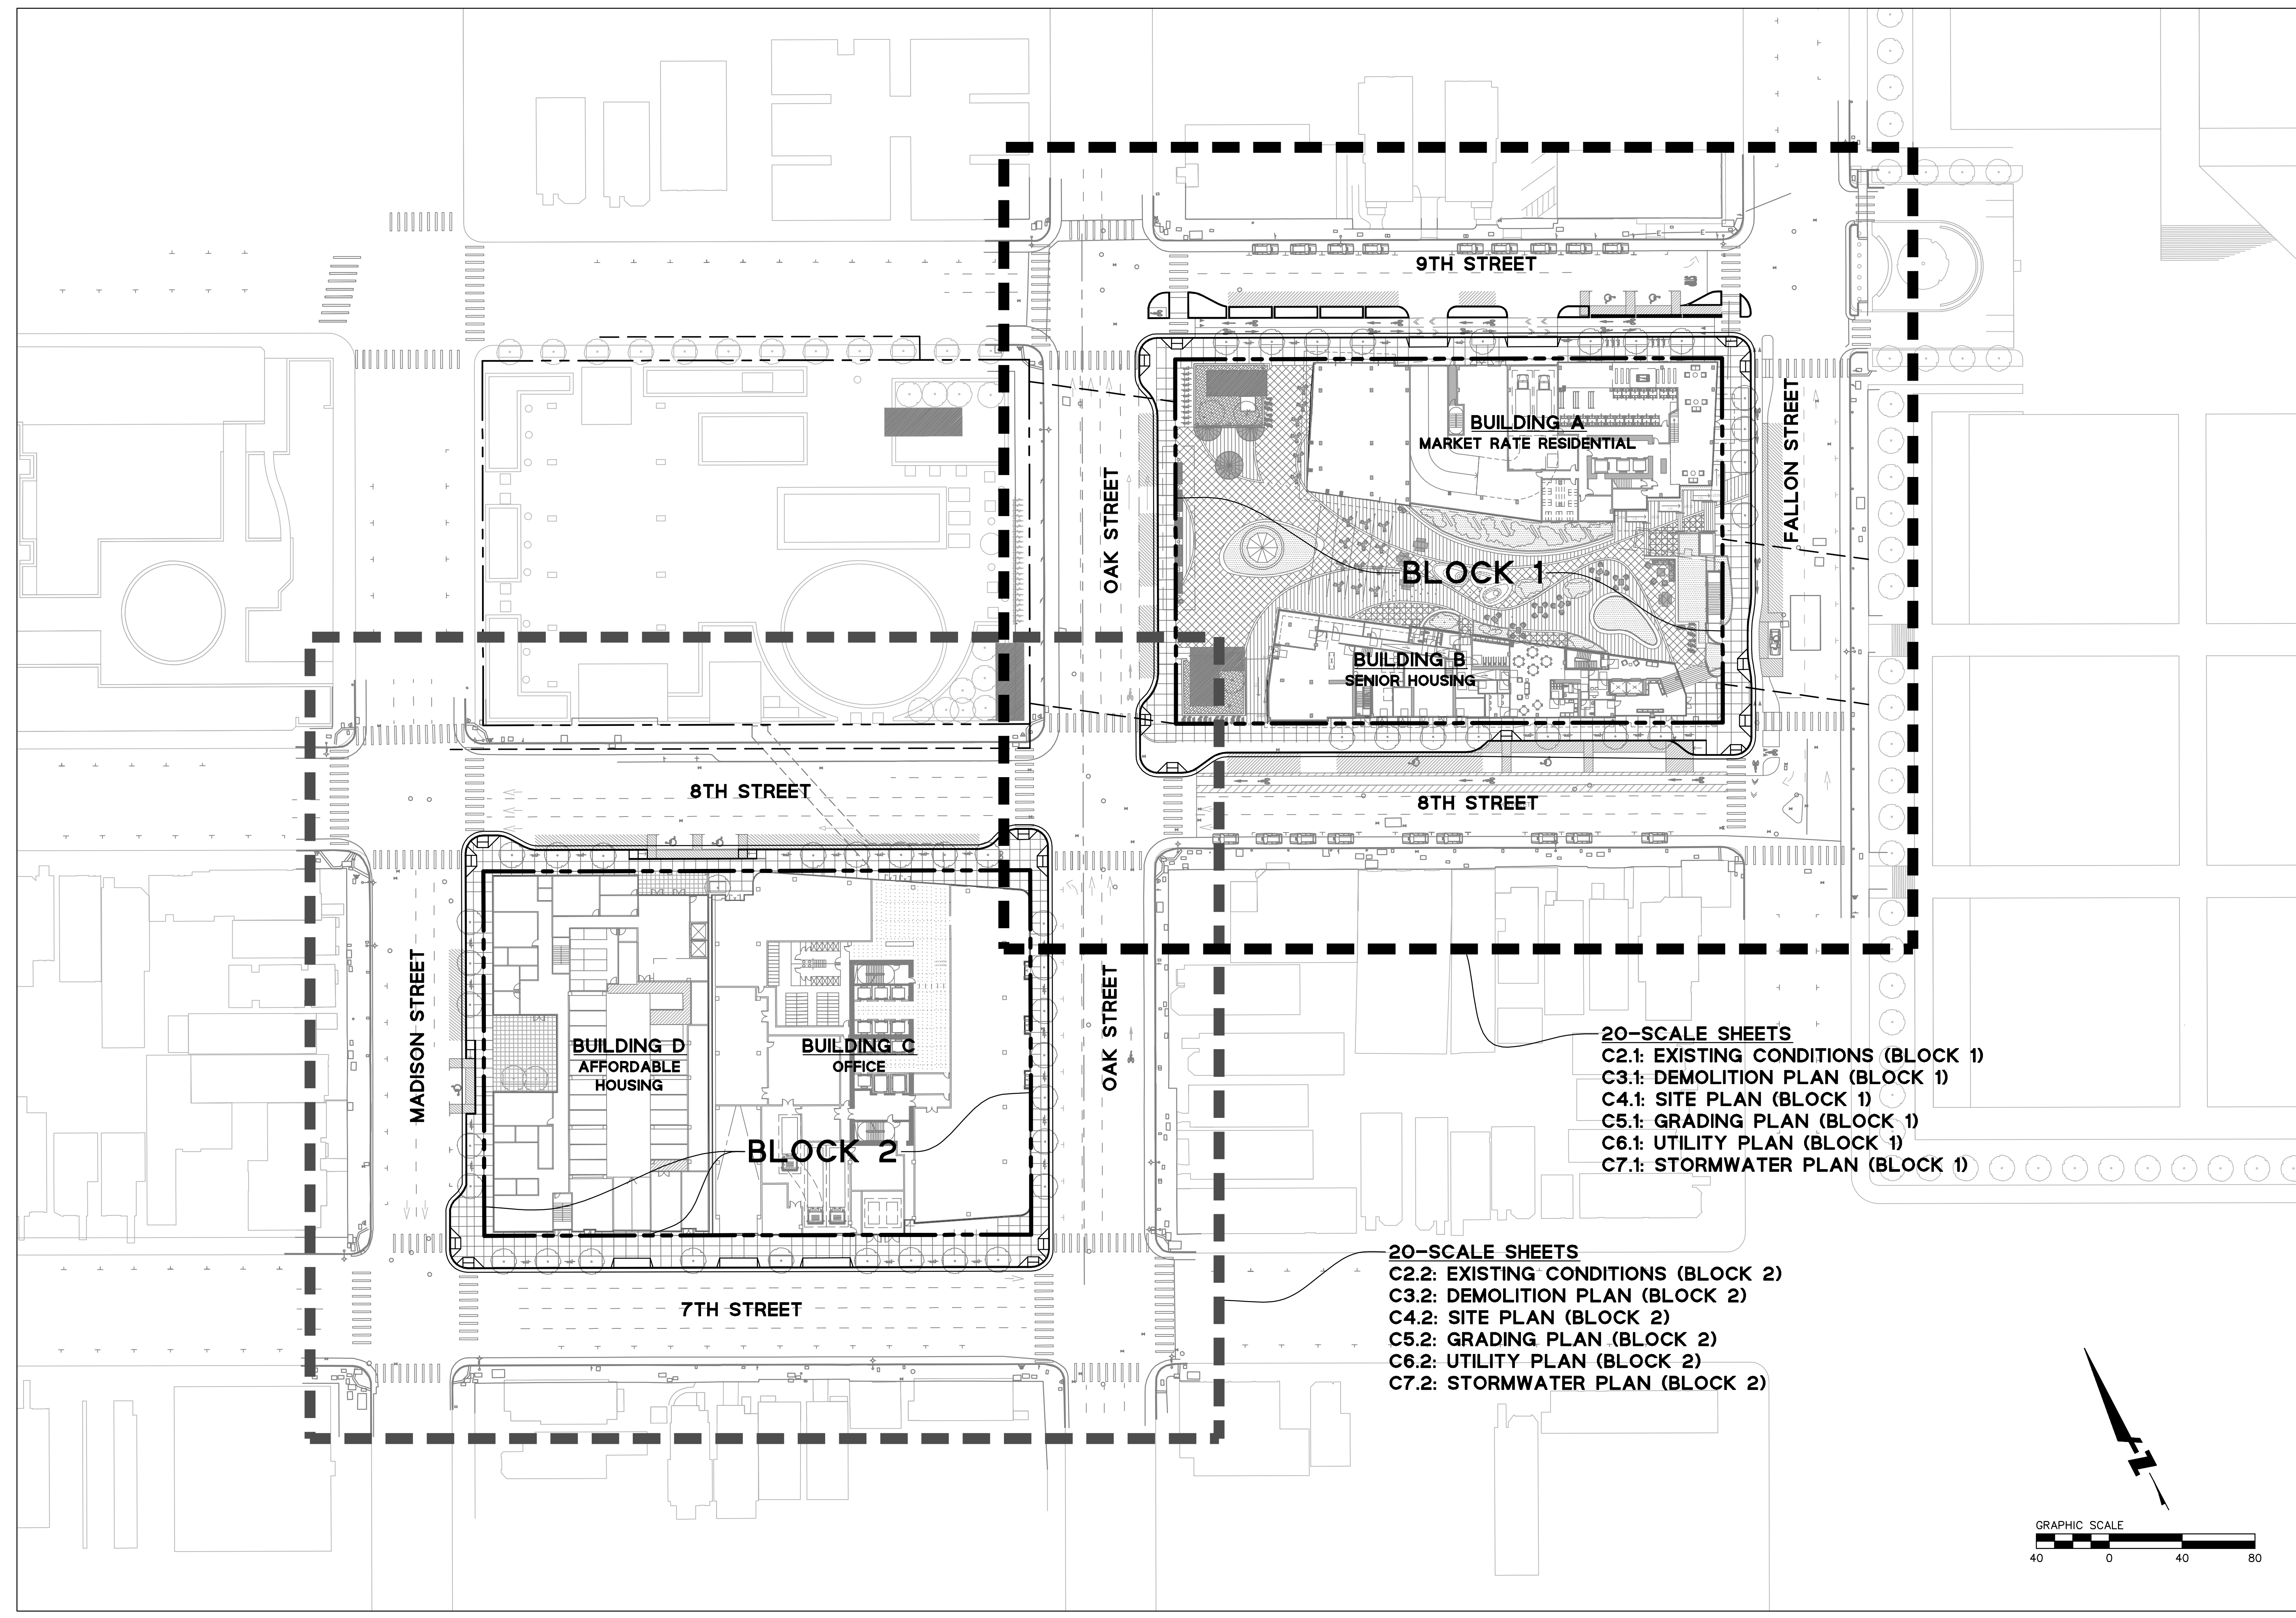 9TH STREET
BUILDING A
MARKET RATE RESIDENTIAL
FALLON STREET
OAK STREET
BLOCK 1
BUILDING B
SENIOR HOUSING
8TH STREET
8TH STREET
MADISON STREET
OAK STREET
BUILDING D
AFFORDABLE
HOUSING
BUILDING C
OFFICE
BLOCK 2
7TH STREET
20-SCALE SHEETS
C2.1: EXISTING CONDITIONS (BLOCK 1)
C3.1: DEMOLITION PLAN (BLOCK 1)
C4.1: SITE PLAN (BLOCK 1)
C5.1: GRADING PLAN (BLOCK 1)
C6.1: UTILITY PLAN (BLOCK 1)
C7.1: STORMWATER PLAN (BLOCK 1)
20-SCALE SHEETS
C2.2: EXISTING CONDITIONS (BLOCK 2)
C3.2: DEMOLITION PLAN (BLOCK 2)
C4.2: SITE PLAN (BLOCK 2)
C5.2: GRADING PLAN (BLOCK 2)
C6.2: UTILITY PLAN (BLOCK 2)
C7.2: STORMWATER PLAN (BLOCK 2)
N
GRAPHIC SCALE
40 0 40 80